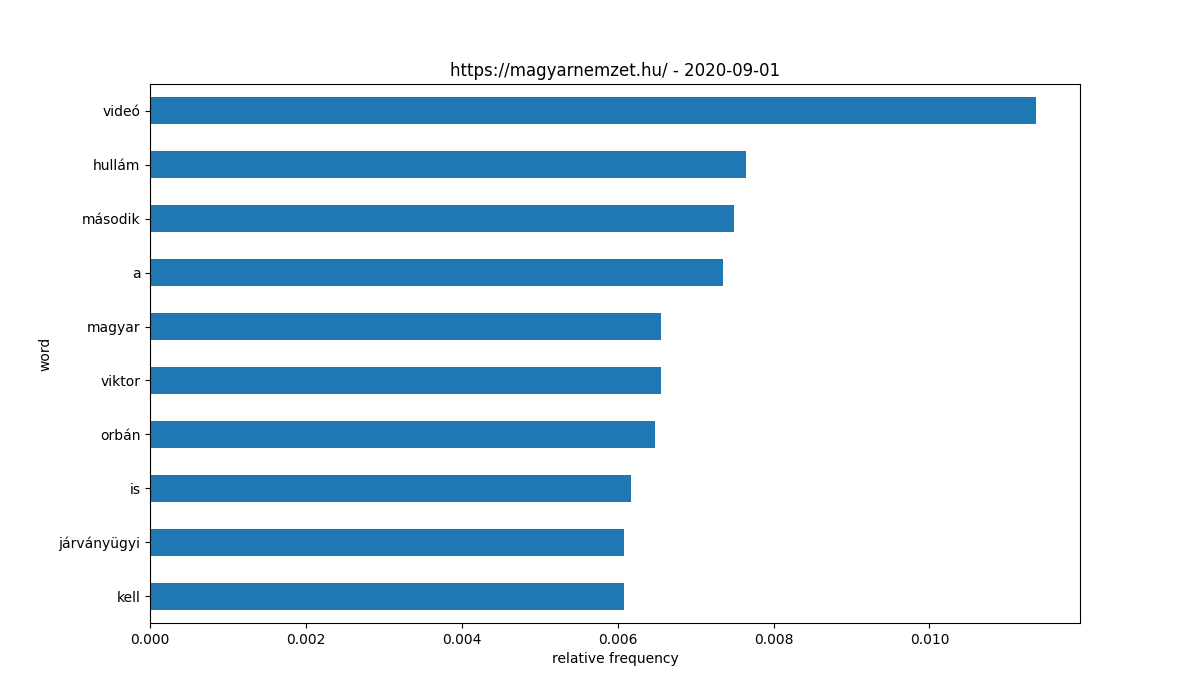 https://magyarnemzet.hu/ - 2020-09-01
videó
hullám
második
a
magyar
viktor
orbán
is
járványügyi
kell
word
0.000 0.002 0.004 0.006 0.008 0.010
relative frequency